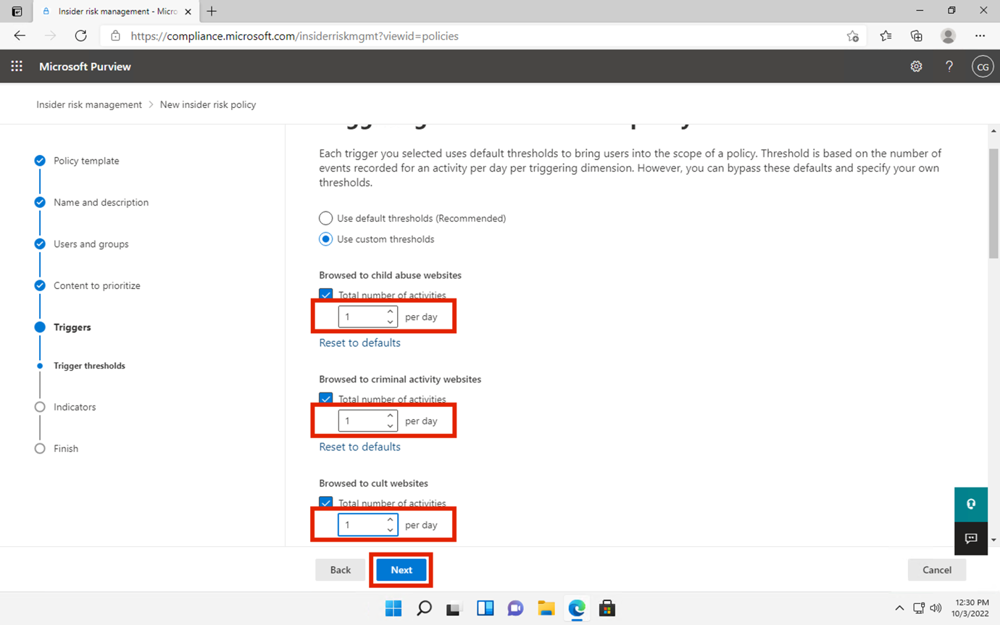 Insider risk management - Micro
https://compliance.microsoft.com/insiderriskmgmt?viewid=policies
Microsoft Purview
?
CG
Insider risk management > New insider risk policy
Policy template
Name and description
Users and groups
Content to prioritize
Triggers
Trigger thresholds
Indicators
Finish
Each trigger you selected uses default thresholds to bring users into the scope of a policy. Threshold is based on the number of
events recorded for an activity per day per triggering dimension. However, you can bypass these defaults and specify your own
thresholds.
Use default thresholds (Recommended)
Use custom thresholds
Browsed to child abuse websites
Total number of activities
1 per day
Reset to defaults
Browsed to criminal activity websites
Total number of activities
1 per day
Reset to defaults
Browsed to cult websites
Total number of activities
1 per day
Back
Next
Cancel
12:30 PM
10/3/2022